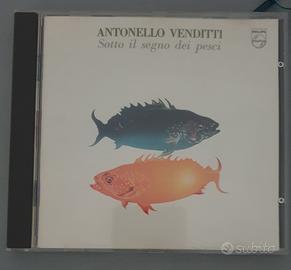 ANTONELLO VENDITTI
Sotto il segno dei pesci
PHILIPS
subito